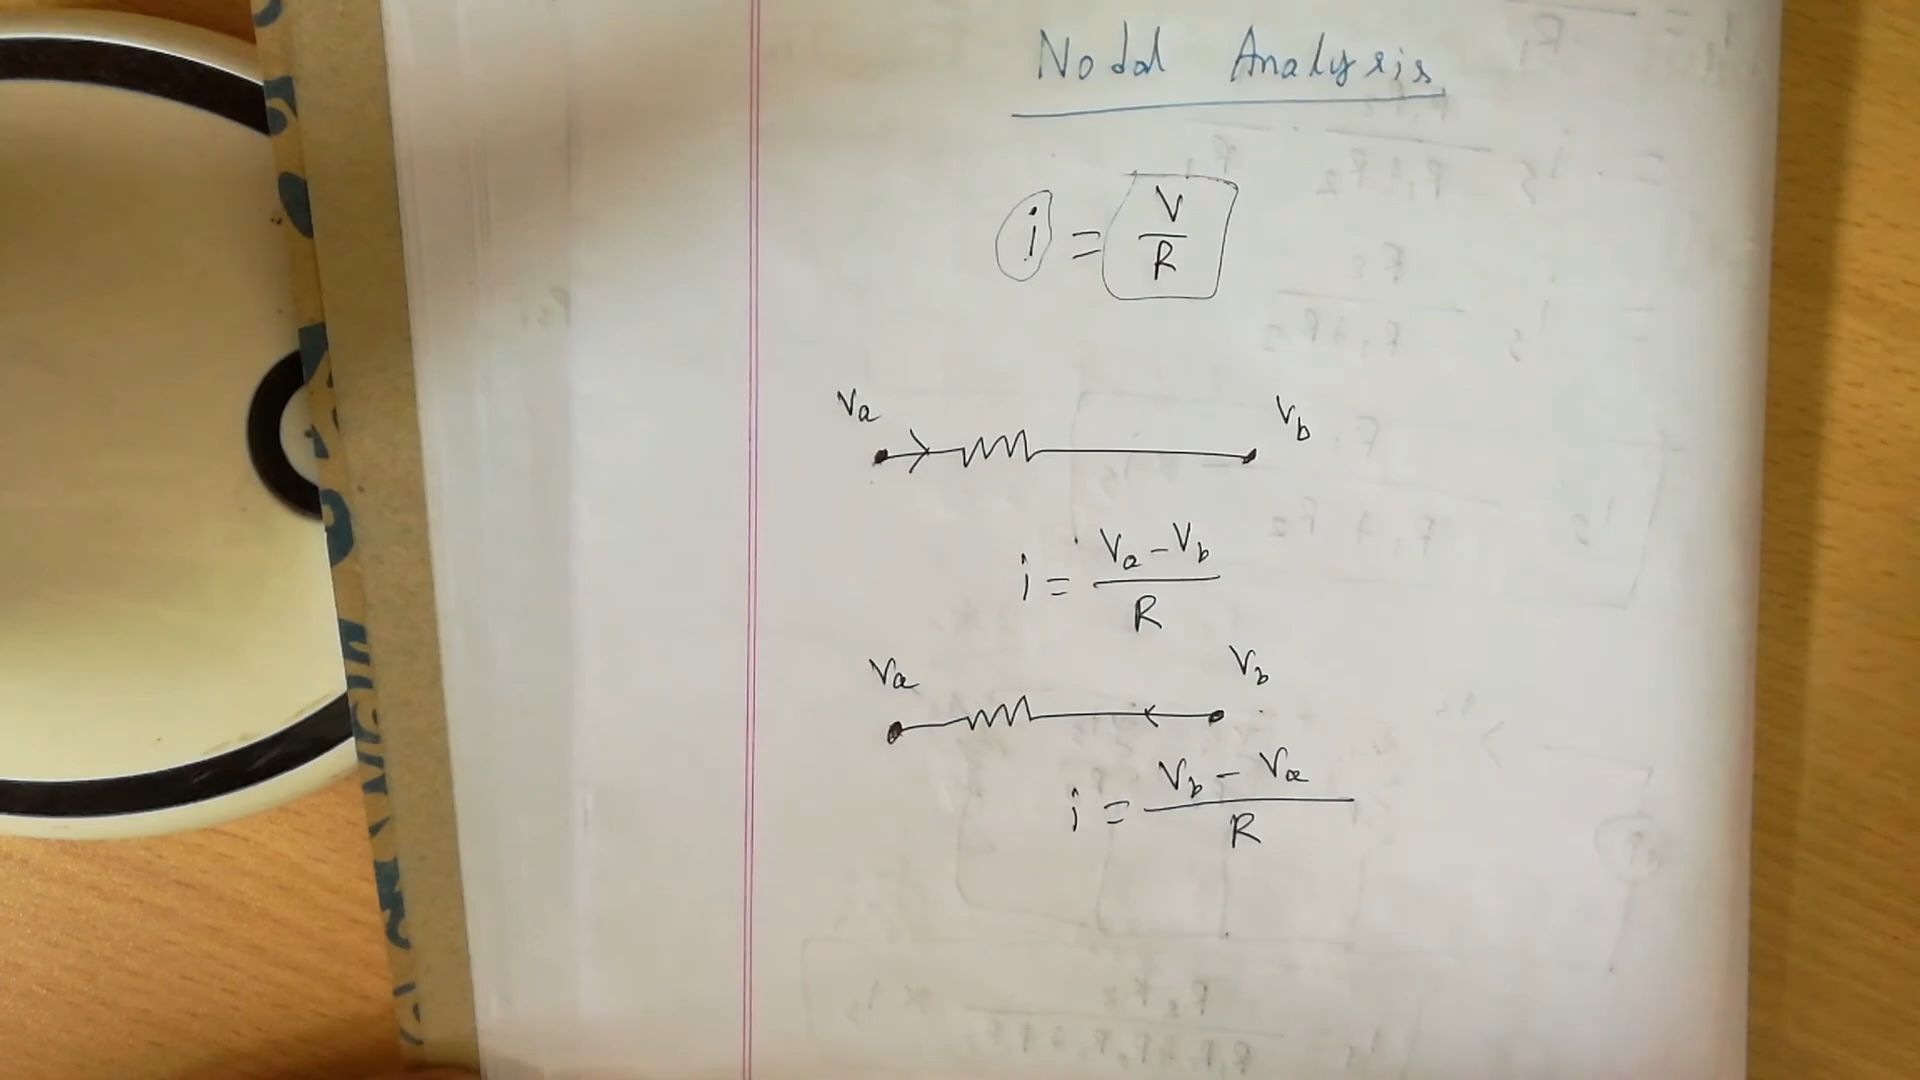 Nodal Analysis
i = V/R
Va Vb
i = Va - Vb / R
Va Vb
i = Vb - Va / R